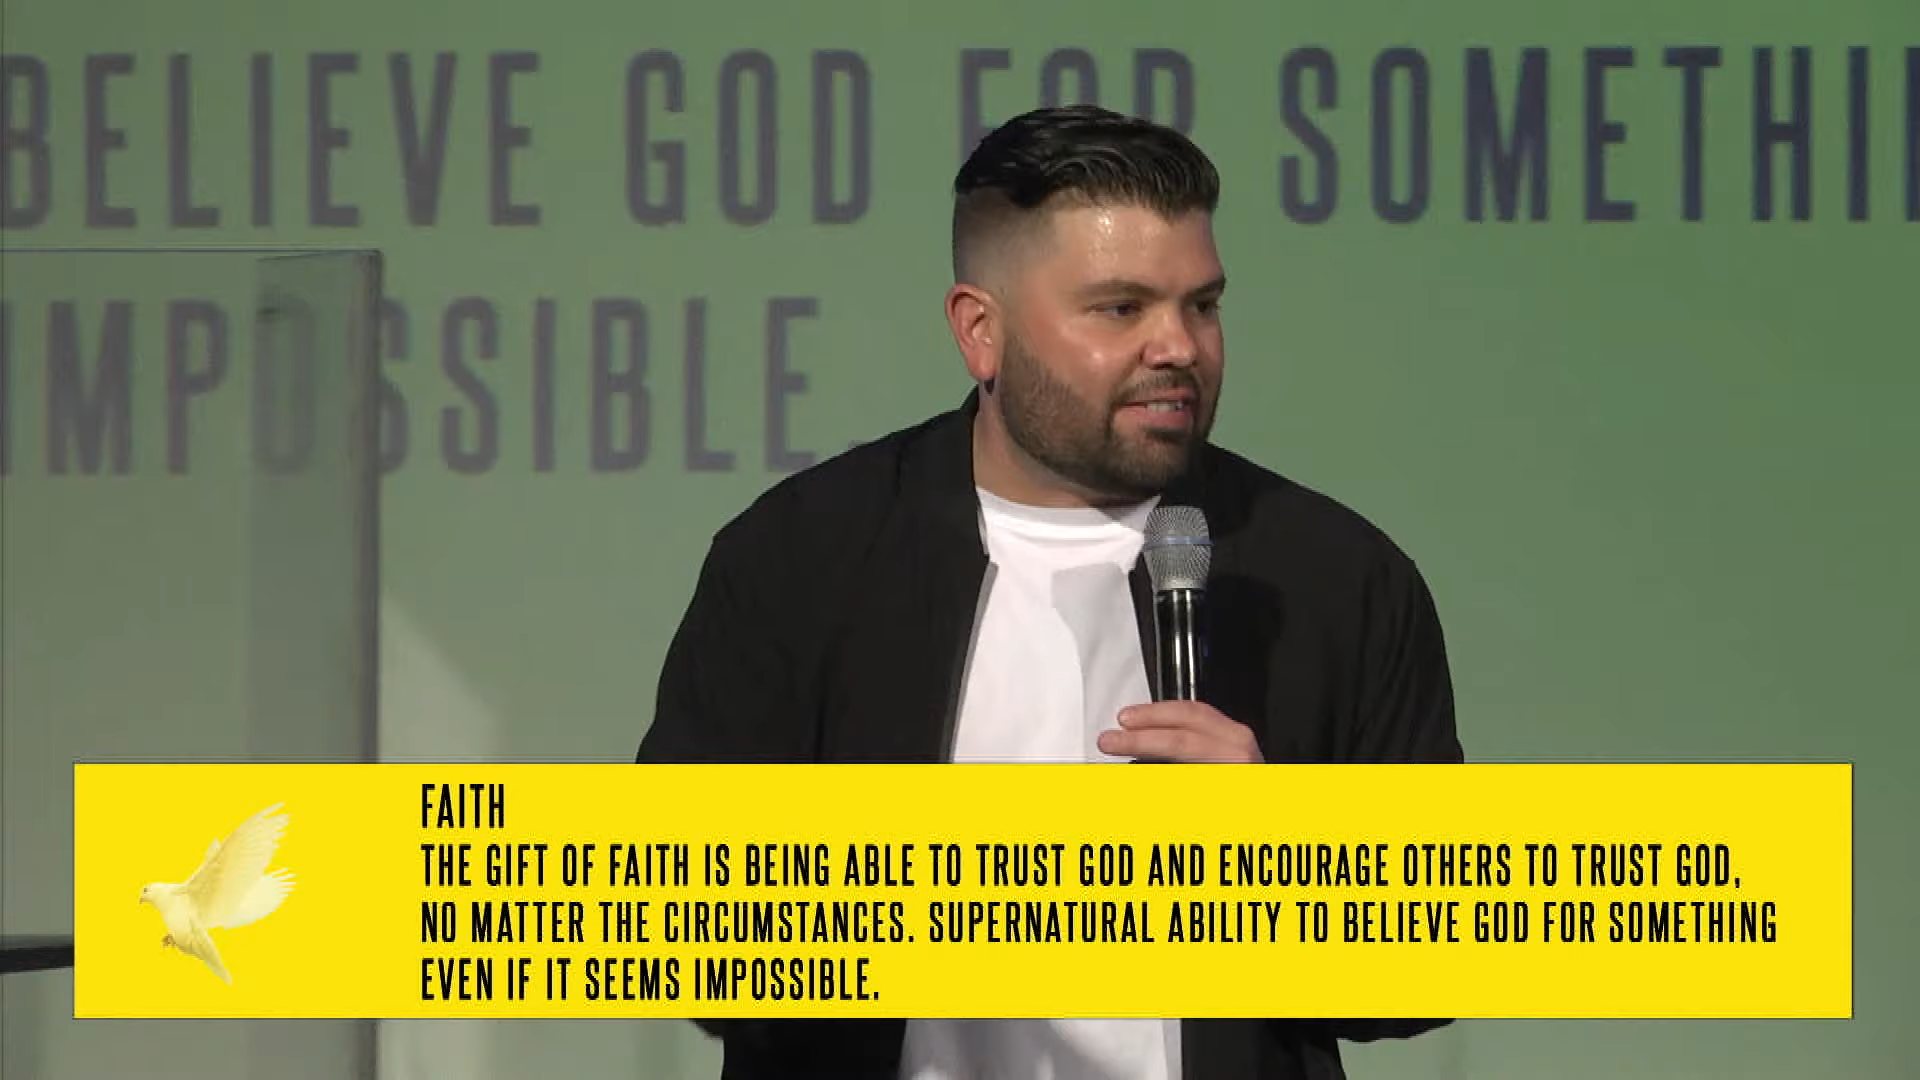 BELIEVE GOD FOR
IMPOSSIBLE.
FAITH
THE GIFT OF FAITH IS BEING ABLE TO TRUST GOD AND ENCOURAGE OTHERS TO TRUST GOD,
NO MATTER THE CIRCUMSTANCES. SUPERNATURAL ABILITY TO BELIEVE GOD FOR SOMETHING
EVEN IF IT SEEMS IMPOSSIBLE.